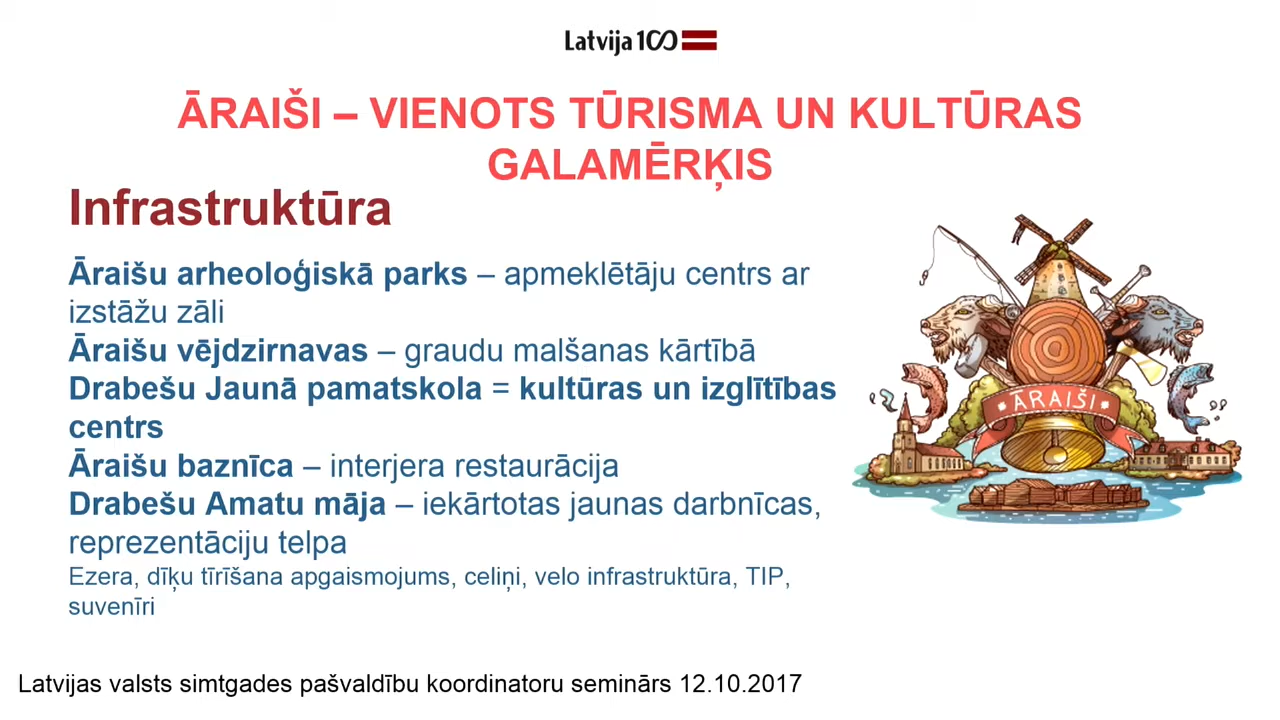 Latvija 100
ĀRAIŠI – VIENOTS TŪRISMA UN KULTŪRAS
GALAMĒRĶIS
Infrastruktūra
Āraišu arheoloģiskā parks – apmeklētāju centrs ar
izstāžu zāli
Āraišu vējdzirnavas – graudu malšanas kārtībā
Drabešu Jaunā pamatskola = kultūras un izglītības
centrs
Āraišu baznīca – interjera restaurācija
Drabešu Amatu māja – iekārtotas jaunas darbnīcas,
reprezentāciju telpa
Ezera, dīķu tīrīšana apgaismojums, celiņi, velo infrastruktūra, TIP,
suvenīri
ĀRAIŠI
Latvijas valsts simtgades pašvaldību koordinatoru seminārs 12.10.2017